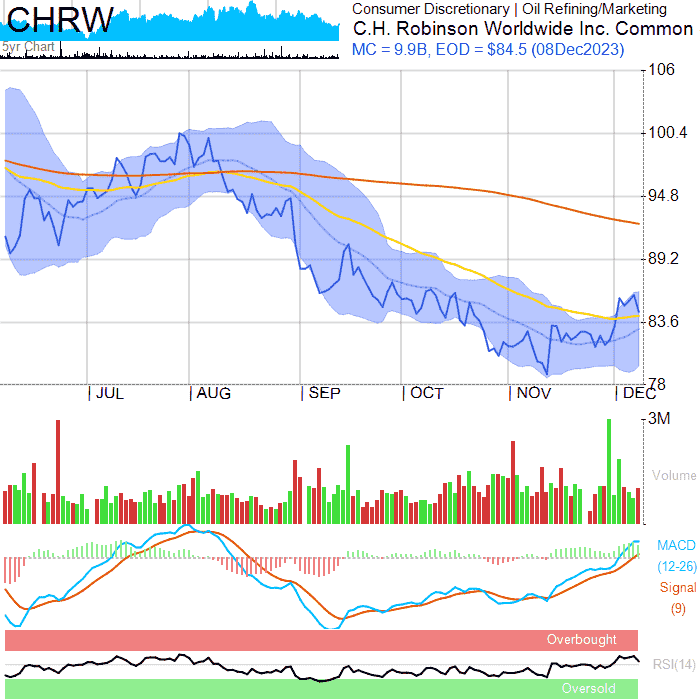 CHRW
5yr Chart
Consumer Discretionary | Oil Refining/Marketing
C.H. Robinson Worldwide Inc. Common
MC = 9.9B, EOD = $84.5 (08Dec2023)
106
100.4
94.8
89.2
83.6
78
JUL AUG SEP OCT NOV DEC
3M
Volume
MACD
(12-26)
Signal
(9)
Overbought
RSI(14)
Oversold